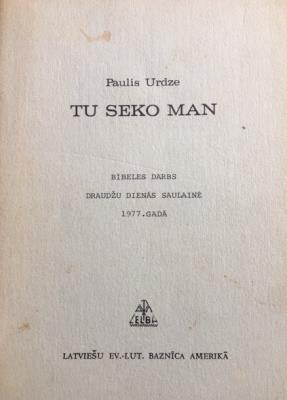 Paulis Urdze
TU SEKO MAN
BĪBELES DARBS
DRAUDŽU DIENĀS SAULAINĒ
1977.GADĀ
LELBA
LATVIEŠU EV.-LUT. BAZNĪCA AMERIKĀ